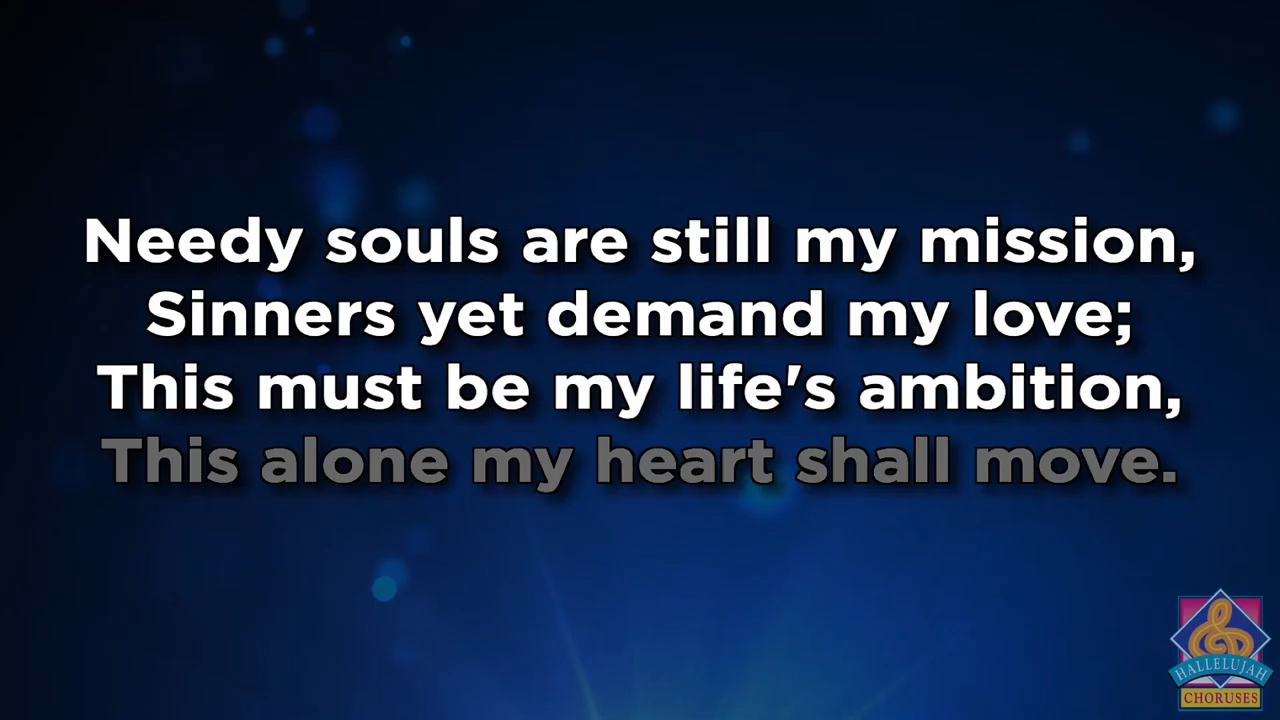 Needy souls are still my mission,
Sinners yet demand my love;
This must be my life's ambition,
This alone my heart shall move.
HALLELUJAH
CHORUSES